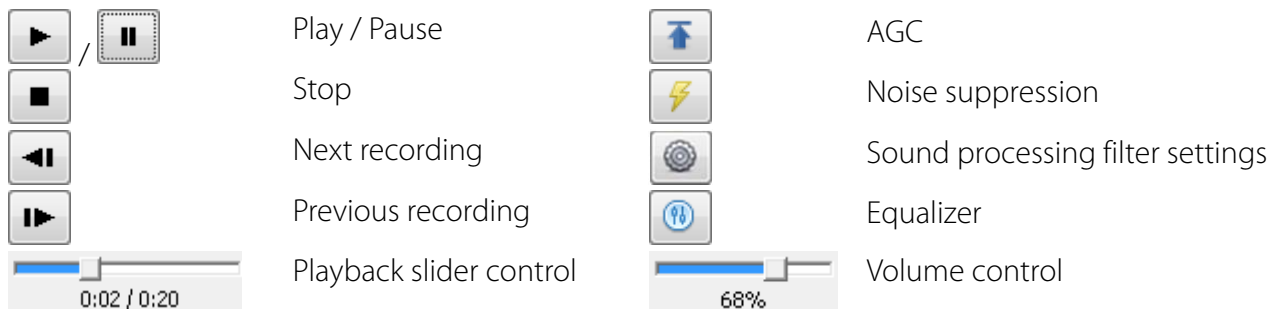 / Play / Pause
Stop
Next recording
Previous recording
Playback slider control
0:02 / 0:20
AGC
Noise suppression
Sound processing filter settings
Equalizer
Volume control
68%